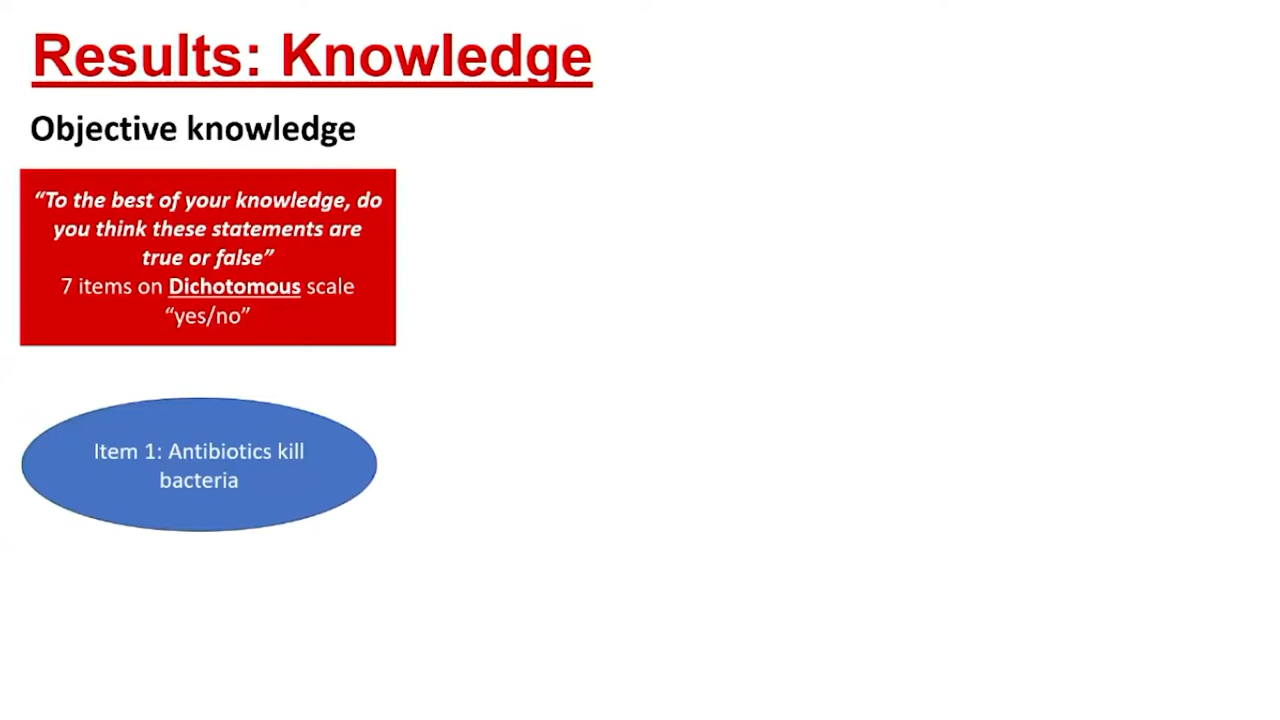 Results: Knowledge
Objective knowledge
“To the best of your knowledge, do
you think these statements are
true or false”
7 items on Dichotomous scale
“yes/no”
Item 1: Antibiotics kill
bacteria